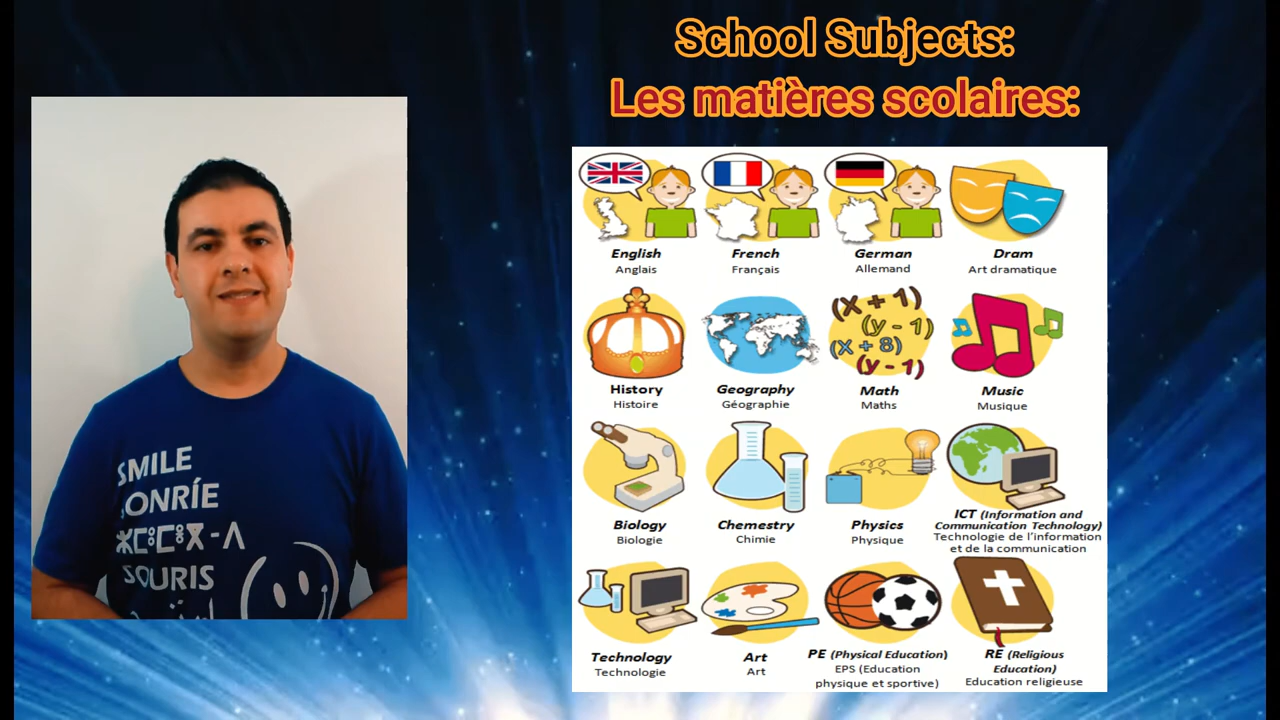 School Subjects:
Les matières scolaires:
SMILE
SONRÍE
SOURIS
English
Anglais
French
Français
German
Allemand
Dram
Art dramatique
History
Histoire
Geography
Géographie
(x + 1)
(y - 1)
(x + 8)
(y - 1)
Math
Maths
Music
Musique
Biology
Biologie
Chemestry
Chimie
Physics
Physique
ICT (Information and
Communication Technology)
Technologie de l'information
et de la communication
Technology
Technologie
Art
Art
PE (Physical Education)
EPS (Education
physique et sportive)
RE (Religious
Education)
Education religieuse